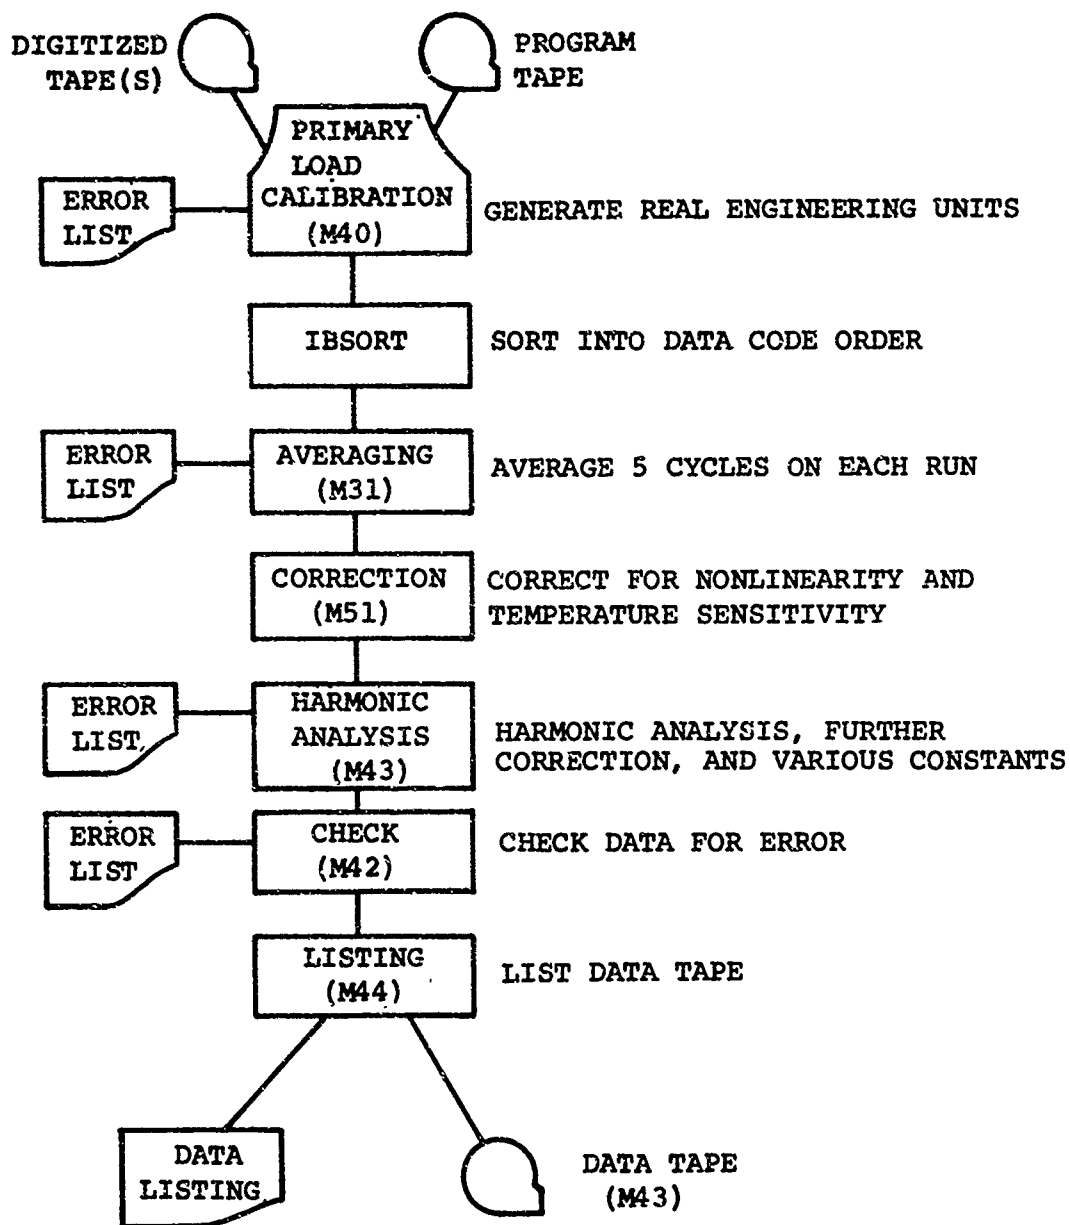 DIGITIZED
TAPE(S)
PROGRAM
TAPE
PRIMARY
LOAD
CALIBRATION
(M40)
ERROR
LIST
GENERATE REAL ENGINEERING UNITS
IBSORT
SORT INTO DATA CODE ORDER
ERROR
LIST
AVERAGING
(M31)
AVERAGE 5 CYCLES ON EACH RUN
CORRECTION
(M51)
CORRECT FOR NONLINEARITY AND
TEMPERATURE SENSITIVITY
ERROR
LIST
HARMONIC
ANALYSIS
(M43)
HARMONIC ANALYSIS, FURTHER
CORRECTION, AND VARIOUS CONSTANTS
ERROR
LIST
CHECK
(M42)
CHECK DATA FOR ERROR
LISTING
(M44)
LIST DATA TAPE
DATA
LISTING
DATA TAPE
(M43)